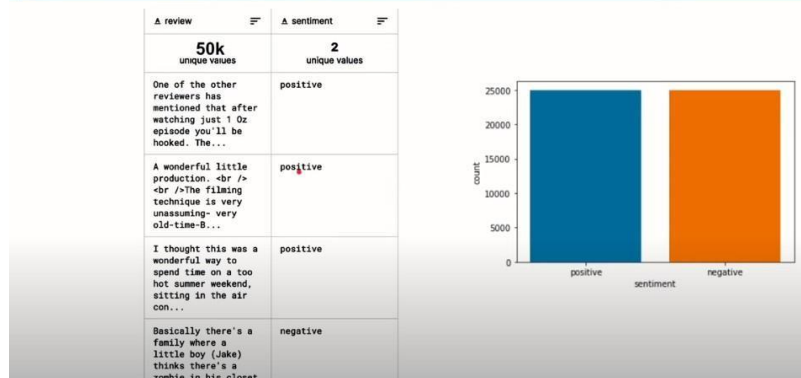 review
sentiment
50k
unique values
2
unique values
One of the other
reviewers has
mentioned that after
watching just 1 Oz
episode you'll be
hooked. The...
positive
A wonderful little
production. <br />
<br />The filming
technique is very
unassuming- very
old-time-B...
positive
I thought this was a
wonderful way to
spend time on a too
hot summer weekend,
sitting in the air
con...
positive
Basically there's a
family where a
little boy (Jake)
thinks there's a
zombie in his closet
negative
25000
20000
15000
10000
5000
0
count
positive
negative
sentiment